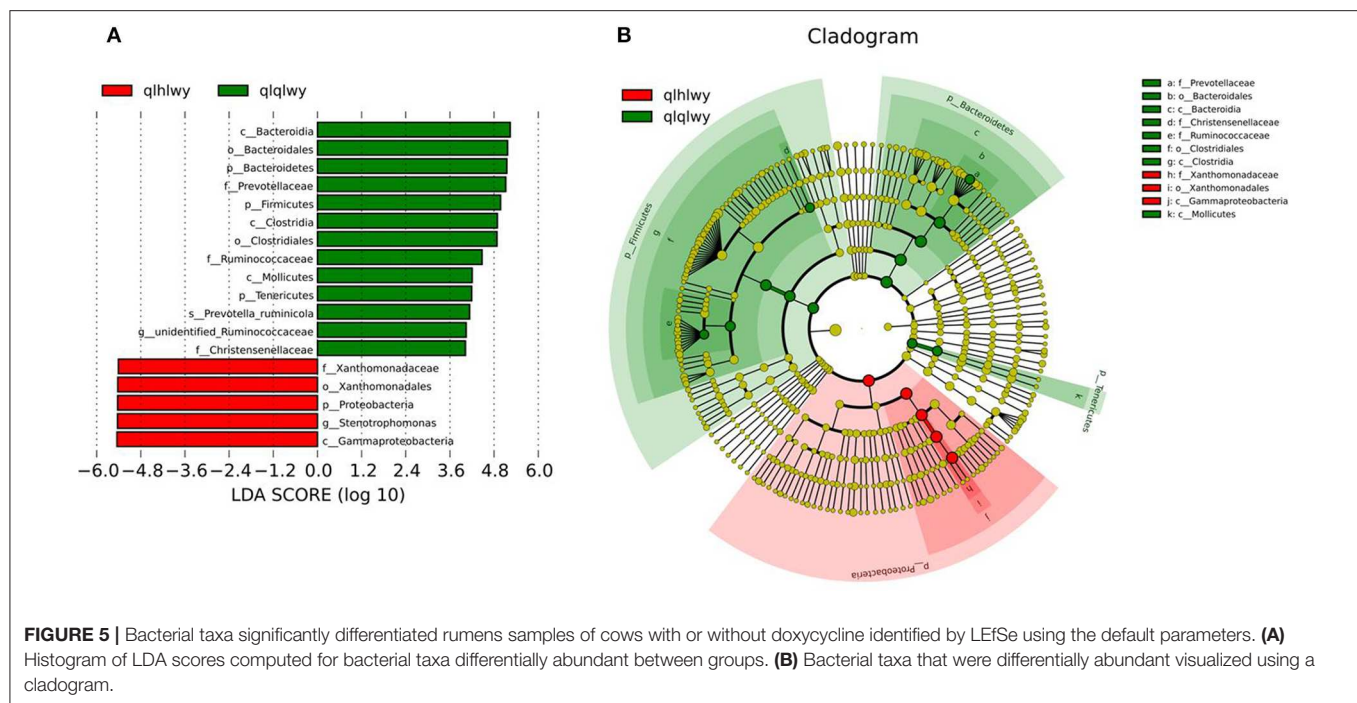 A
qlhlwy
qlqlwy
c__Bacteroidia
o__Bacteroidales
p__Bacteroidetes
f__Prevotellaceae
p__Firmicutes
c__Clostridia
o__Clostridiales
f__Ruminococcaceae
c__Mollicutes
p__Tenericutes
s__Prevotella_ruminicola
g__unidentified_Ruminococcaceae
f__Christensenellaceae
f__Xanthomonadaceae
o__Xanthomonadales
p__Proteobacteria
g__Stenotrophomonas
c__Gammaproteobacteria
−6.0 −4.8 −3.6 −2.4 −1.2 0.0 1.2 2.4 3.6 4.8 6.0
LDA SCORE (log 10)
B
Cladogram
qlhlwy
qlqlwy
p__Bacteroidetes
c
b
a
d
p__Firmicutes
g
f
e
p__Tenericutes
k
h
i
j
p__Proteobacteria
a: f__Prevotellaceae
b: o__Bacteroidales
c: c__Bacteroidia
d: f__Christensenellaceae
e: f__Ruminococcaceae
f: o__Clostridiales
g: c__Clostridia
h: f__Xanthomonadaceae
i: o__Xanthomonadales
j: c__Gammaproteobacteria
k: c__Mollicutes
FIGURE 5 | Bacterial taxa significantly differentiated rumens samples of cows with or without doxycycline identified by LEfSe using the default parameters. (A)
Histogram of LDA scores computed for bacterial taxa differentially abundant between groups. (B) Bacterial taxa that were differentially abundant visualized using a
cladogram.